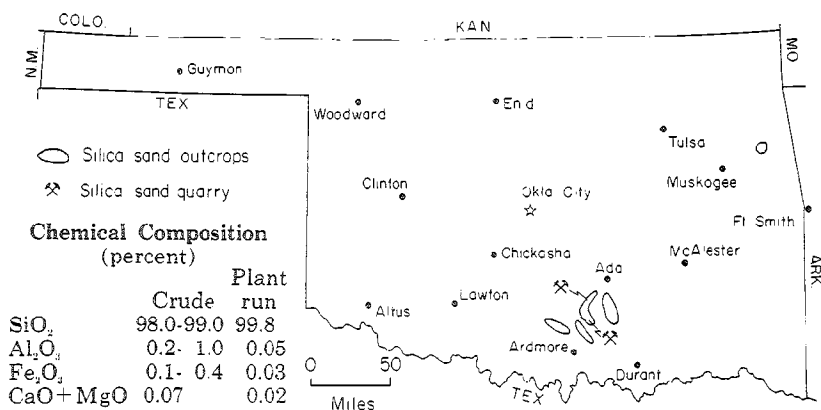 COLO.
KAN
NM.
MO
Guymon
TEX
Woodward
Enid
Tulsa
Silica sand outcrops
Muskogee
Silica sand quarry
Clinton
Okla City
Ft Smith
Chemical Composition
(percent)
Chickasha
McAlester
Ada
ARK
Plant
Crude run
Altus
Lawton
SiO₂ 98.0-99.0 99.8
Al₂O₃ 0.2- 1.0 0.05
Fe₂O₃ 0.1- 0.4 0.03
CaO+MgO 0.07 0.02
Ardmore
Durant
0 50
Miles
TEX